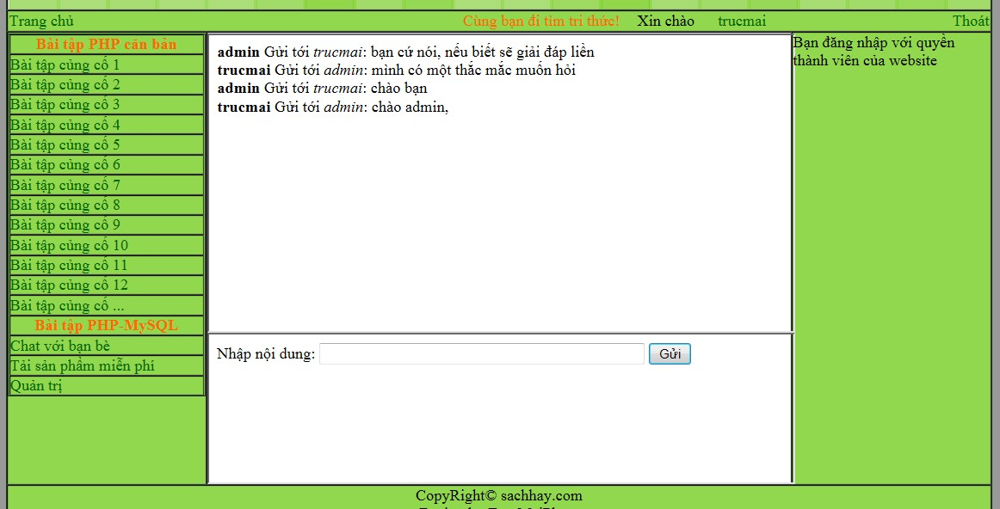 Trang chủ Cùng bạn đi tìm tri thức! Xin chào trucmai Thoát
Bài tập PHP căn bản
Bài tập củng cố 1
Bài tập củng cố 2
Bài tập củng cố 3
Bài tập củng cố 4
Bài tập củng cố 5
Bài tập củng cố 6
Bài tập củng cố 7
Bài tập củng cố 8
Bài tập củng cố 9
Bài tập củng cố 10
Bài tập củng cố 11
Bài tập củng cố 12
Bài tập củng cố ...
Bài tập PHP-MySQL
Chat với bạn bè
Tải sản phẩm miễn phí
Quản trị
admin Gửi tới trucmai: bạn cứ nói, nếu biết sẽ giải đáp liền
trucmai Gửi tới admin: mình có một thắc mắc muốn hỏi
admin Gửi tới trucmai: chào bạn
trucmai Gửi tới admin: chào admin,
Nhập nội dung: Gửi
Bạn đăng nhập với quyền
thành viên của website
CopyRight© sachhay.com